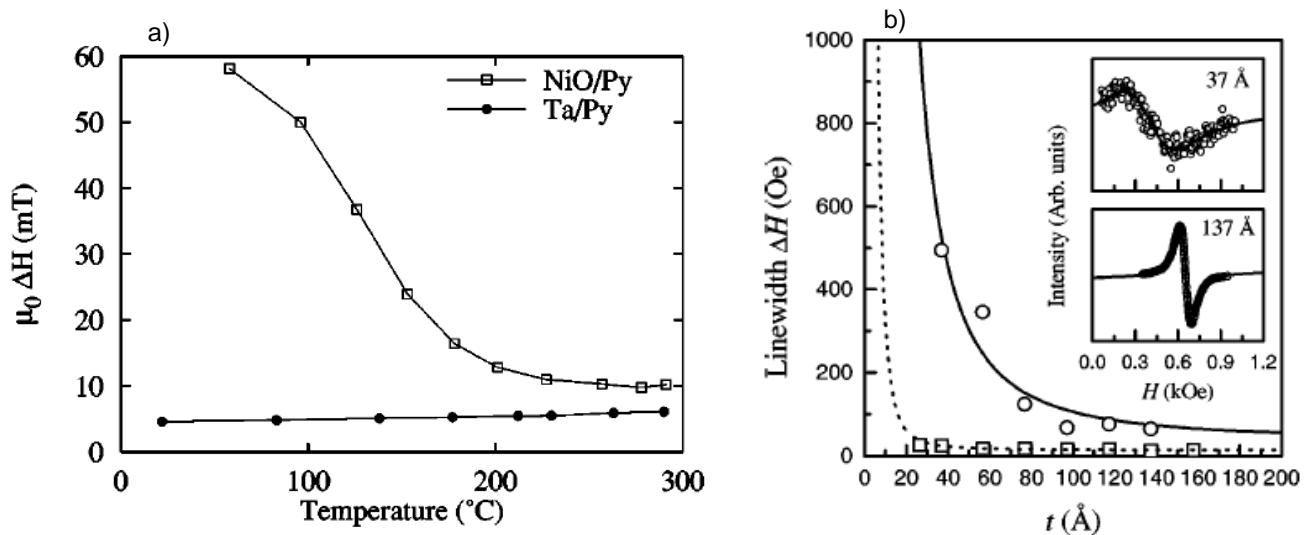 a)
60
50
40
30
20
10
0
μ₀ ΔH (mT)
NiO/Py
Ta/Py
0 100 200 300
Temperature (°C)
b)
1000
800
600
400
200
0
Linewidth ΔH (Oe)
37 Å
137 Å
Intensity (Arb. units)
0.0 0.3 0.6 0.9 1.2
H (kOe)
0 20 40 60 80 100 120 140 160 180 200
t (Å)